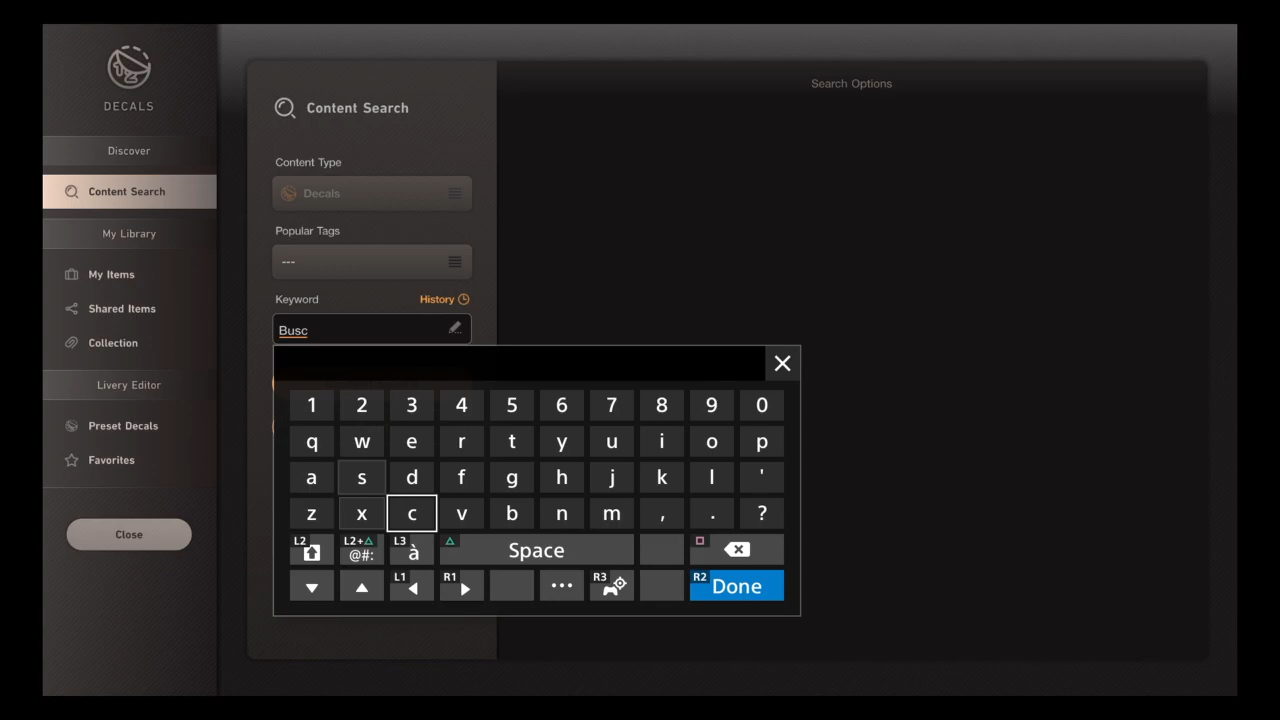 DECALS
Discover
Content Search
My Library
My Items
Shared Items
Collection
Livery Editor
Preset Decals
Favorites
Close
Content Search
Content Type
Decals
Popular Tags
---
Keyword History
Busc
Search Options
1 2 3 4 5 6 7 8 9 0
q w e r t y u i o p
a s d f g h j k l '
z x c v b n m , . ?
L2 L2+△ @#: L3 à △ Space □
▼ ▲ L1 ◀ R1 ▶ ... R3 R2 Done